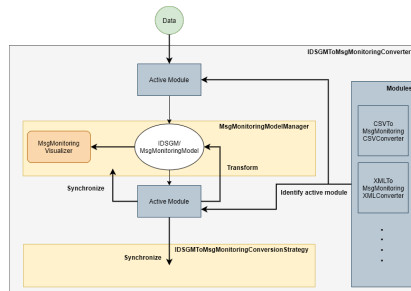 Data
IDSGMToMsgMonitoringConverter
Active Module
Modules
CSVTo
MsgMonitoring
CSVConverter
MsgMonitoringModelManager
MsgMonitoring
Visualizer
IDSGM/
MsgMonitoringModel
Transform
XMLTo
MsgMonitoring
XMLConverter
Synchronize
Identify active module
Active Module
IDSGMToMsgMonitoringConversionStrategy
Synchronize